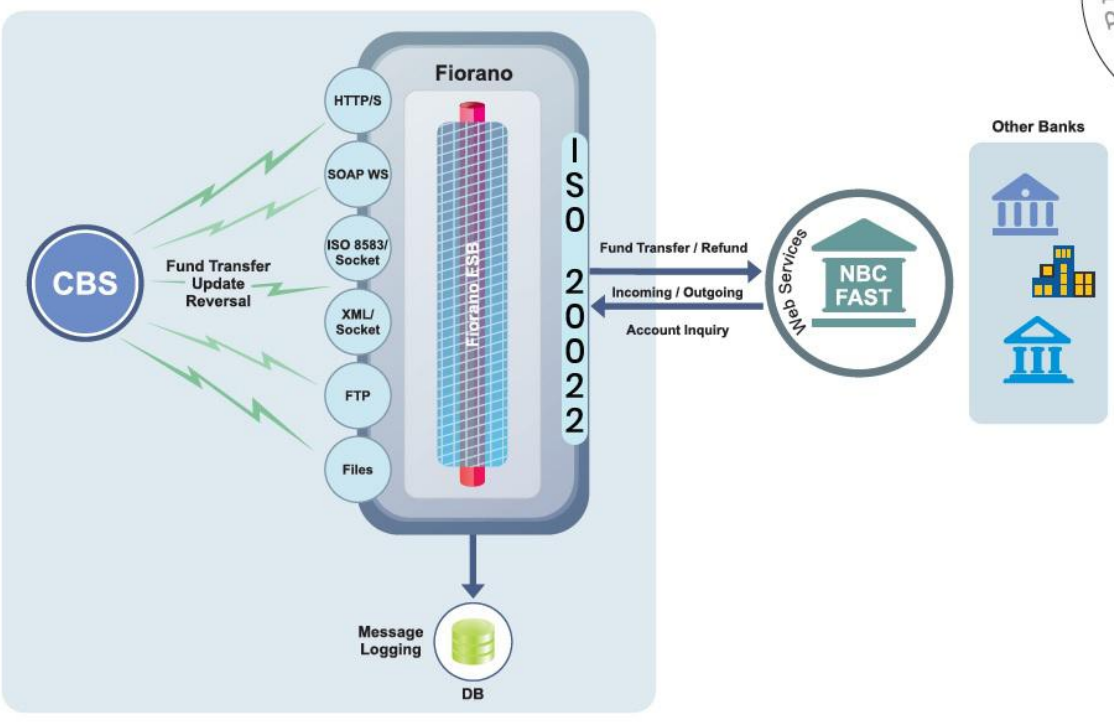 Fiorano
HTTP/S
SOAP WS
ISO 8583/
Socket
XML/
Socket
FTP
Files
CBS
Fund Transfer
Update
Reversal
Fiorano ESB
ISO 20022
Fund Transfer / Refund
Incoming / Outgoing
Account Inquiry
Web Services
NBC
FAST
Other Banks
Message
Logging
DB